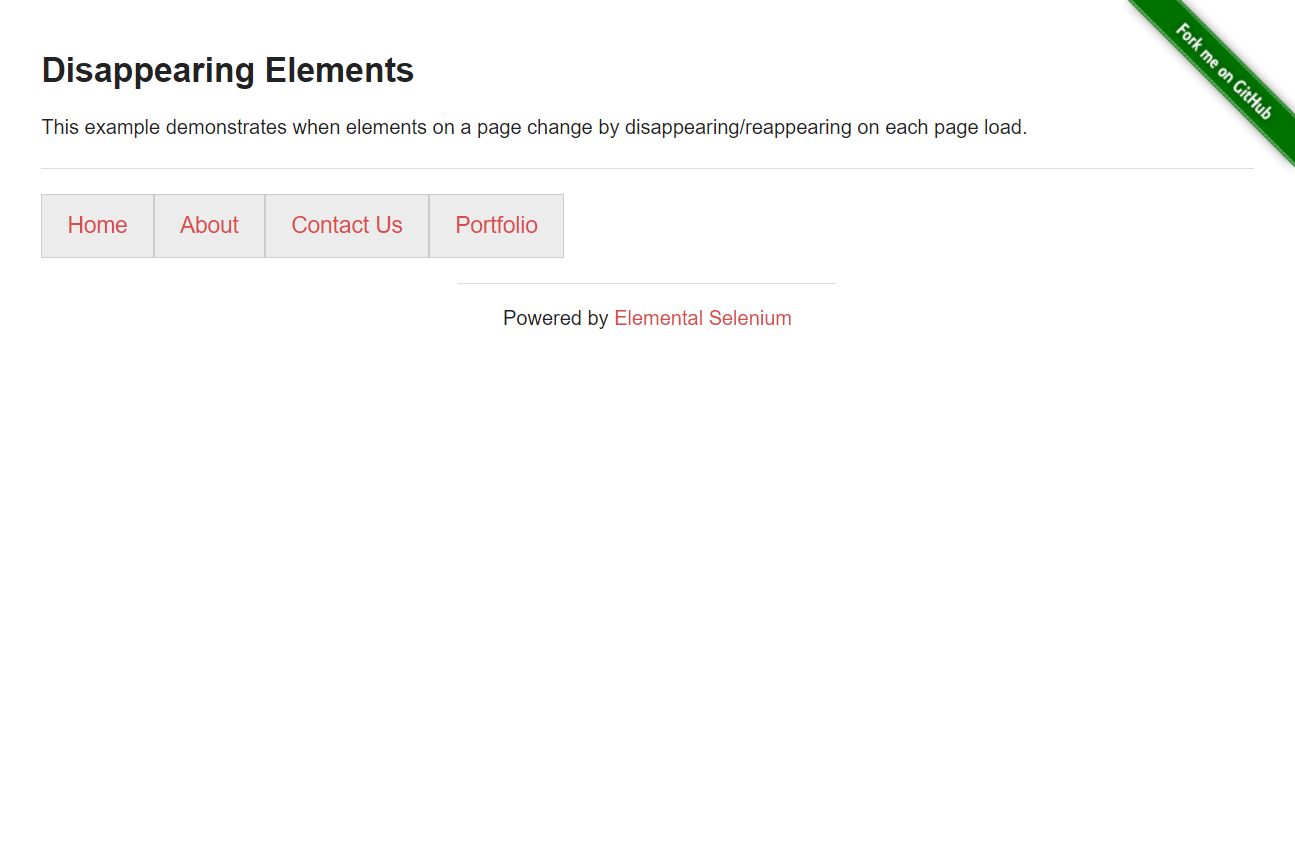 Fork me on GitHub
Disappearing Elements
This example demonstrates when elements on a page change by disappearing/reappearing on each page load.
Home About Contact Us Portfolio
Powered by Elemental Selenium